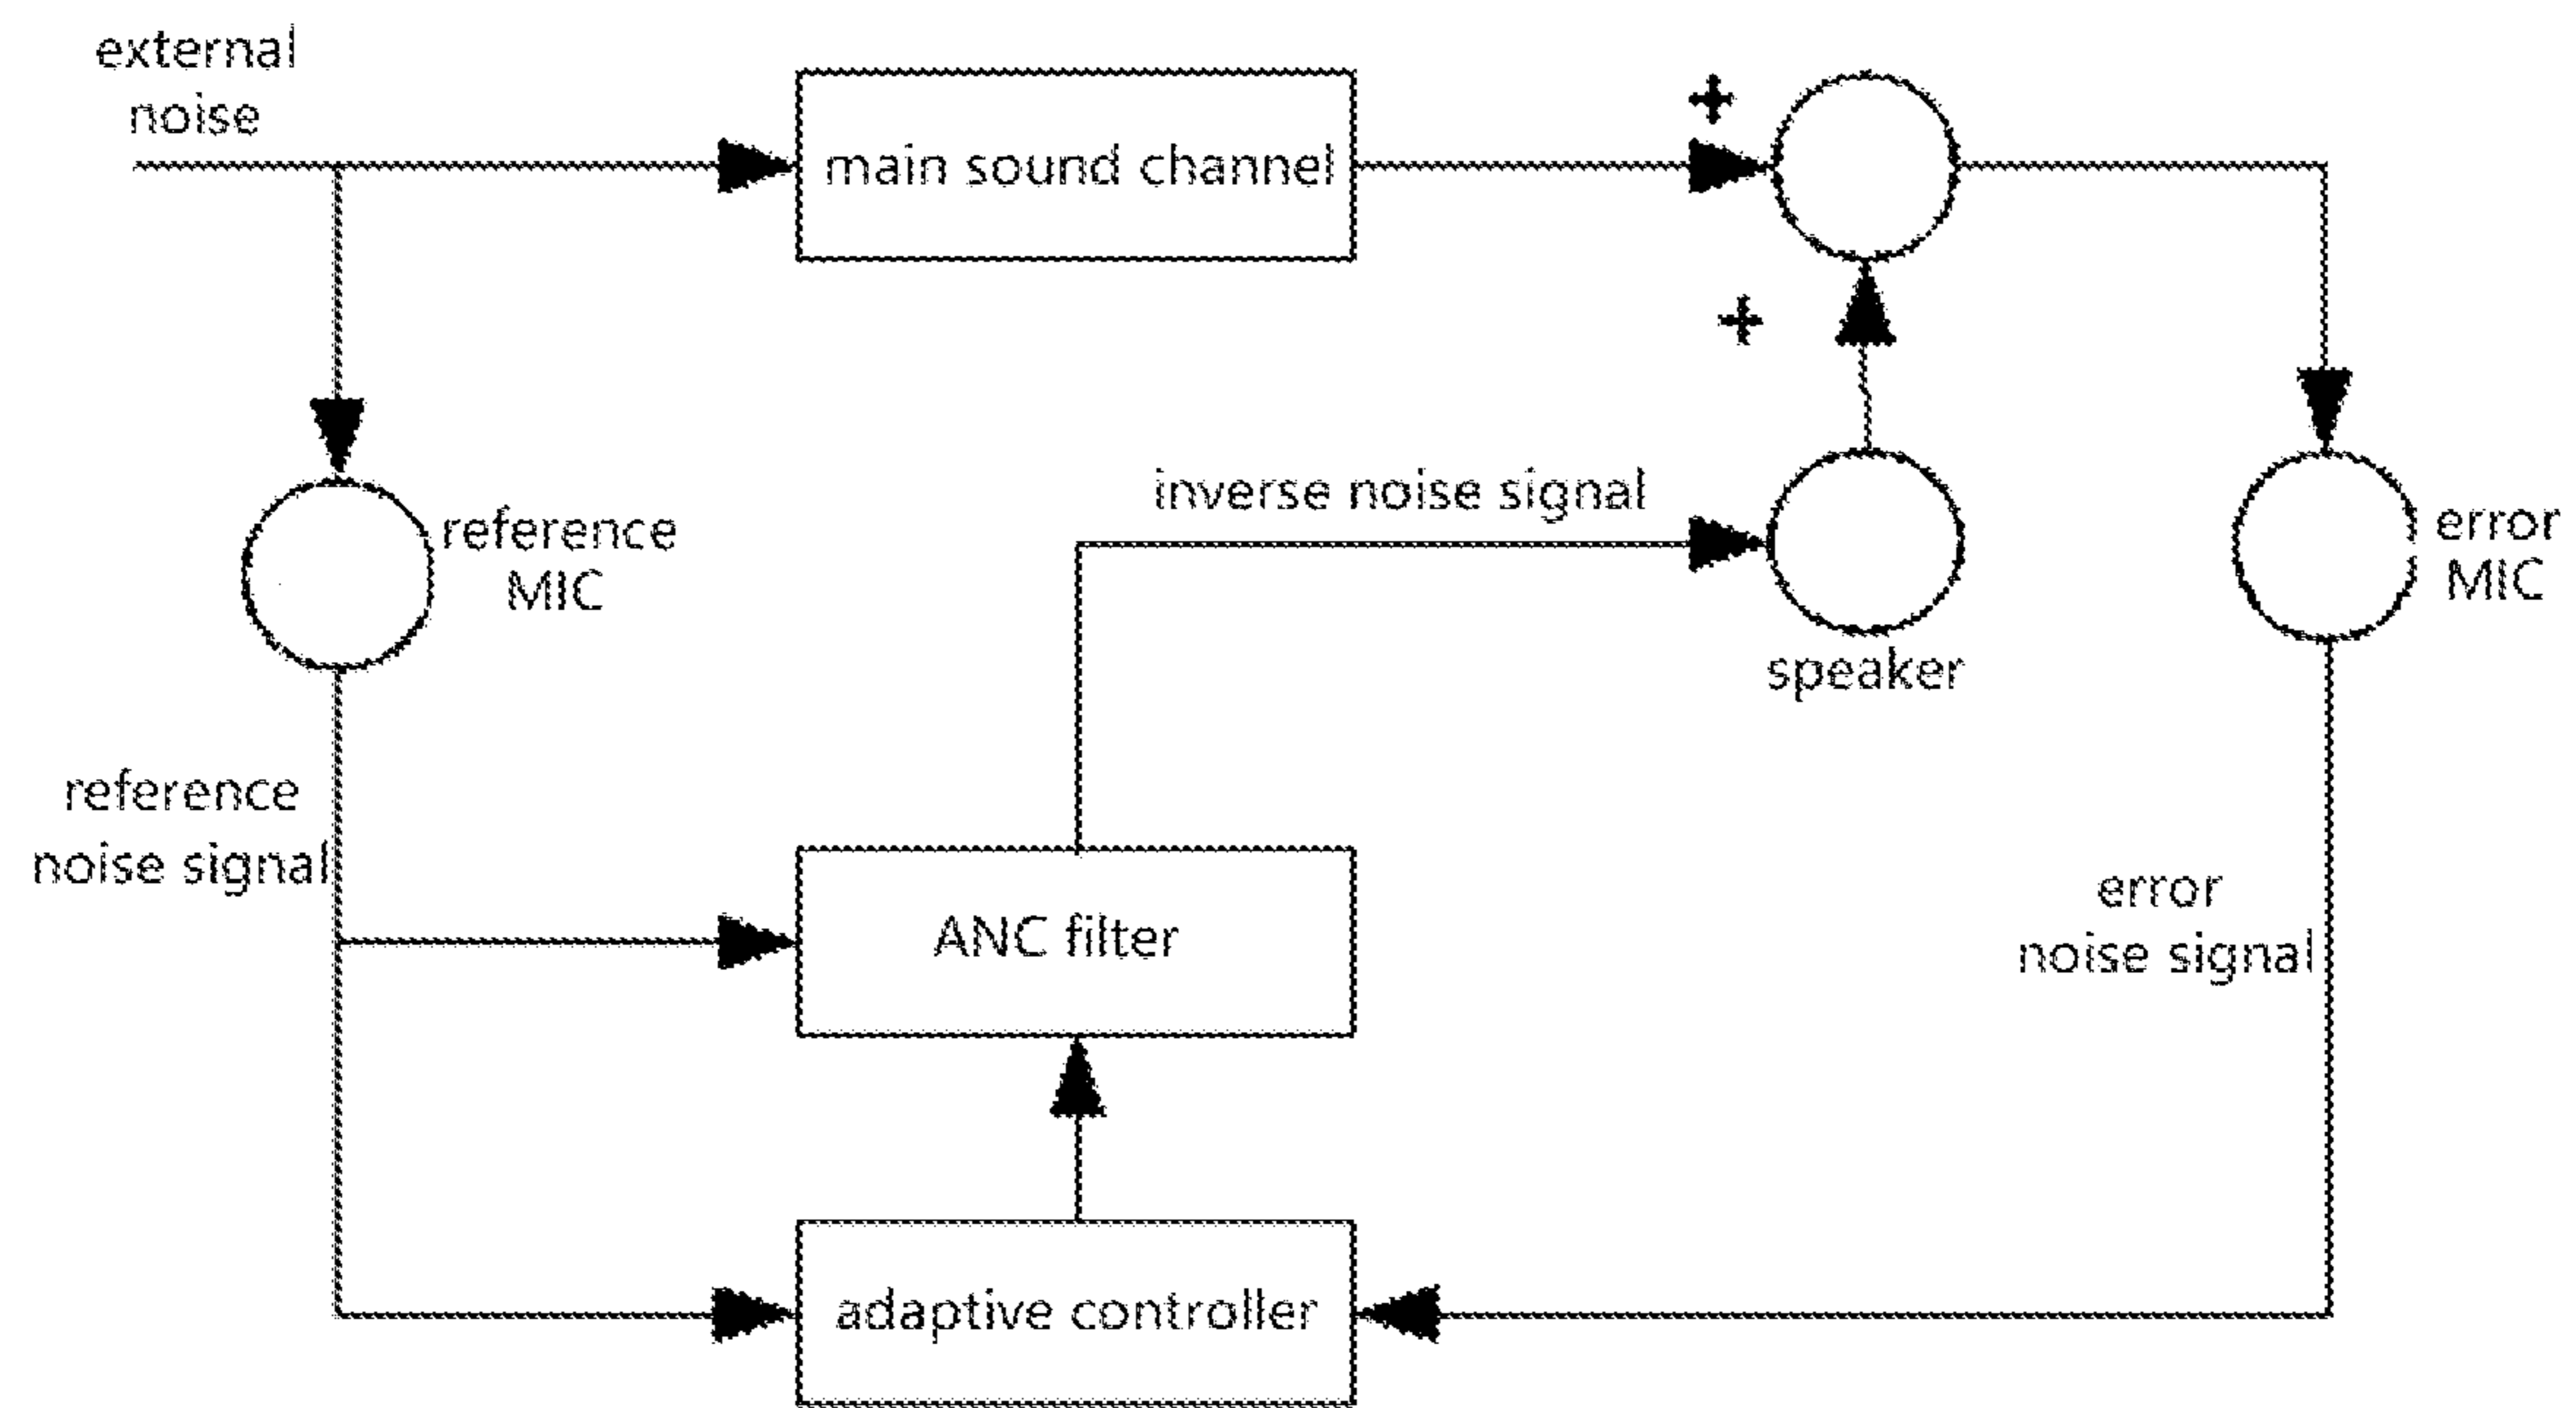 external
noise
main sound channel
+
+
reference
MIC
inverse noise signal
speaker
error
MIC
reference
noise signal
ANC filter
error
noise signal
adaptive controller